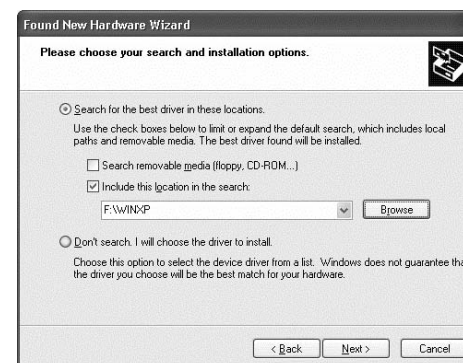 Found New Hardware Wizard
Please choose your search and installation options.
Search for the best driver in these locations.
Use the check boxes below to limit or expand the default search, which includes local
paths and removable media. The best driver found will be installed.
Search removable media (floppy, CD-ROM...)
Include this location in the search:
F:\WINXP
Browse
Don't search. I will choose the driver to install.
Choose this option to select the device driver from a list. Windows does not guarantee tha
the driver you choose will be the best match for your hardware.
< Back
Next >
Cancel